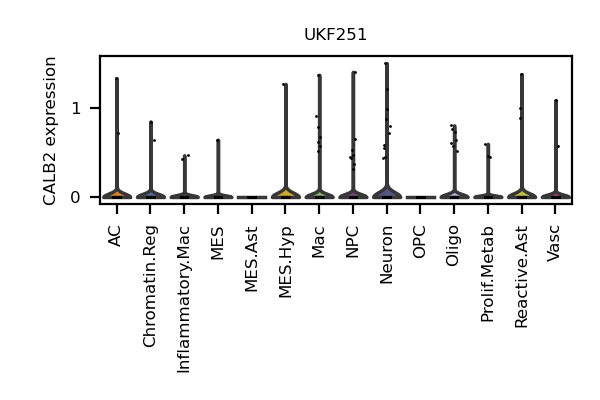 UKF251
CALB2 expression
1
0
AC
Chromatin.Reg
Inflammatory.Mac
MES
MES.Ast
MES.Hyp
Mac
NPC
Neuron
OPC
Oligo
Prolif.Metab
Reactive.Ast
Vasc